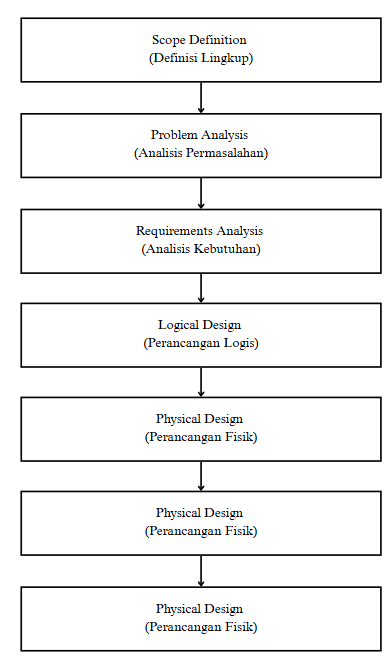 Scope Definition
(Definisi Lingkup)
Problem Analysis
(Analisis Permasalahan)
Requirements Analysis
(Analisis Kebutuhan)
Logical Design
(Perancangan Logis)
Physical Design
(Perancangan Fisik)
Physical Design
(Perancangan Fisik)
Physical Design
(Perancangan Fisik)